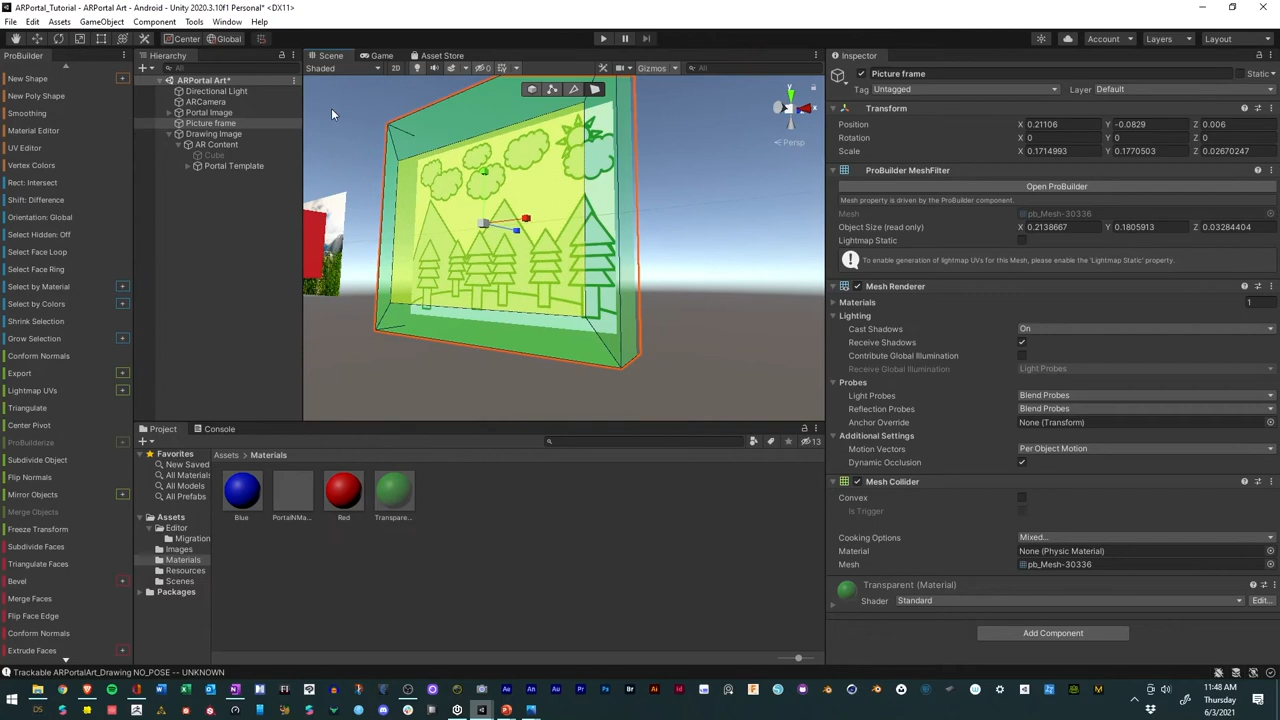 ARPortal_Tutorial - ARPortal Art - Android - Unity 2020.3.10f1 Personal* <DX11>
File Edit Assets GameObject Component Tools Window Help
Center Global Account Layers Layout
ProBuilder
New Shape
New Poly Shape
Smoothing
Material Editor
UV Editor
Vertex Colors
Rect: Intersect
Shift: Difference
Orientation: Global
Select Hidden: Off
Select Face Loop
Select Face Ring
Select by Material
Select by Colors
Shrink Selection
Grow Selection
Conform Normals
Export
Lightmap UVs
Triangulate
Center Pivot
ProBuilderize
Subdivide Object
Flip Normals
Mirror Objects
Merge Objects
Freeze Transform
Subdivide Faces
Triangulate Faces
Bevel
Merge Faces
Flip Face Edge
Conform Normals
Extrude Faces
Hierarchy
All
ARPortal Art*
Directional Light
ARCamera
Portal Image
Picture frame
Drawing Image
AR Content
Cube
Portal Template
Scene Game Asset Store
Shaded 2D 0 Gizmos All
y
x
Persp
Project Console
13
Favorites
New Saved
All Materials
All Models
All Prefabs
Assets
Editor
Migration
Images
Materials
Resources
Scenes
Packages
Assets Materials
Blue PortalNMa... Red Transpare...
Inspector
Picture frame Static
Tag Untagged Layer Default
Transform
Position X 0.21106 Y -0.0829 Z 0.006
Rotation X 0 Y 0 Z 0
Scale X 0.1714993 Y 0.1770503 Z 0.02670247
ProBuilder MeshFilter
Open ProBuilder
Mesh property is driven by the ProBuilder component.
Mesh pb_Mesh-30336
Object Size (read only) X 0.2138667 Y 0.1805913 Z 0.03284404
Lightmap Static
To enable generation of lightmap UVs for this Mesh, please enable the 'Lightmap Static' property.
Mesh Renderer
Materials 1
Lighting
Cast Shadows On
Receive Shadows
Contribute Global Illumination
Receive Global Illumination Light Probes
Probes
Light Probes Blend Probes
Reflection Probes Blend Probes
Anchor Override None (Transform)
Additional Settings
Motion Vectors Per Object Motion
Dynamic Occlusion
Mesh Collider
Convex
Is Trigger
Cooking Options Mixed...
Material None (Physic Material)
Mesh pb_Mesh-30336
Transparent (Material)
Shader Standard Edit...
Add Component
Trackable ARPortalArt_Drawing NO_POSE -- UNKNOWN
Ae An Au Pr Ps Br Ai Id
11:48 AM
Thursday
6/3/2021